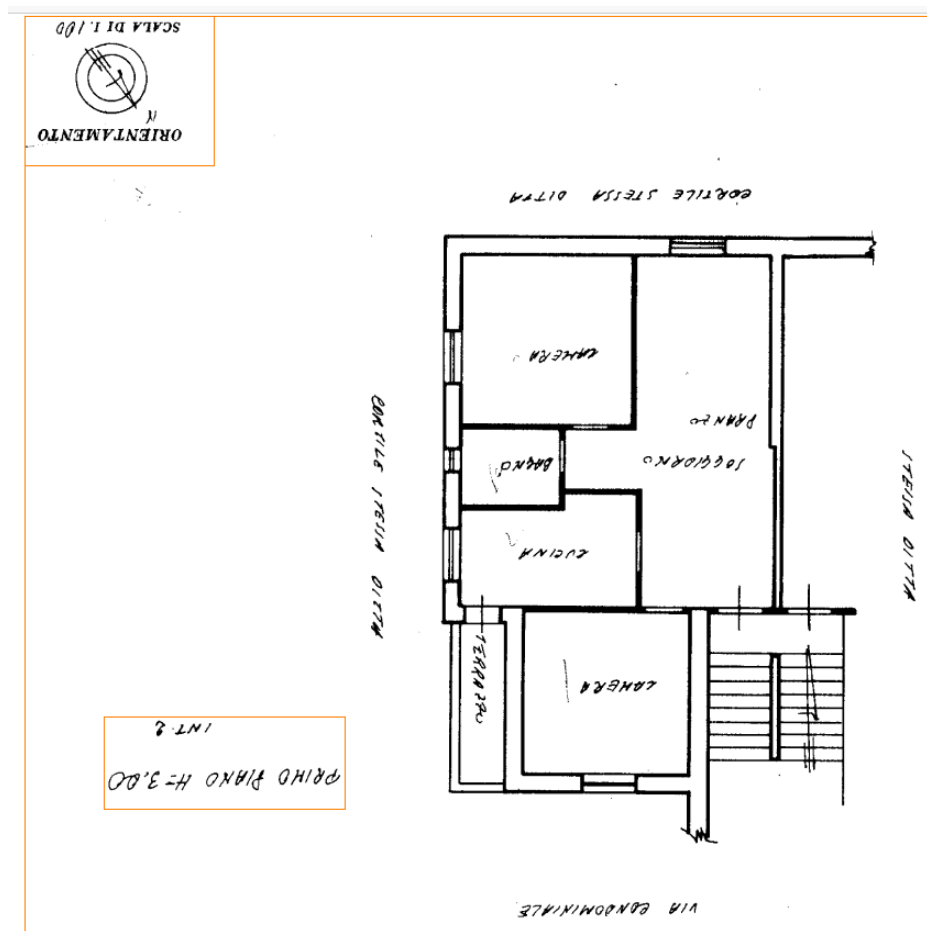 VIA CONDOMINIALE
PRIMO PIANO H=3,00
INT. 2
CAMERA
TERRAZZO
STESSA DITTA
CUCINA
SOGGIORNO
PRANZO
BAGNO
CORTILE STESSA DITTA
CAMERA
CORTILE STESSA DITTA
ORIENTAMENTO
N
SCALA DI 1:100